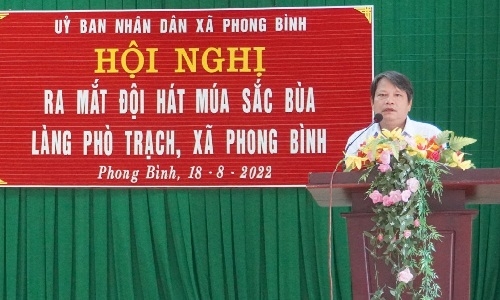 ỦY BAN NHÂN DÂN XÃ PHONG BÌNH
HỘI NGHỊ
RA MẮT ĐỘI HÁT MÚA SẮC BÙA
LÀNG PHÒ TRẠCH, XÃ PHONG BÌNH
Phong Bình, 18 - 8 - 2022